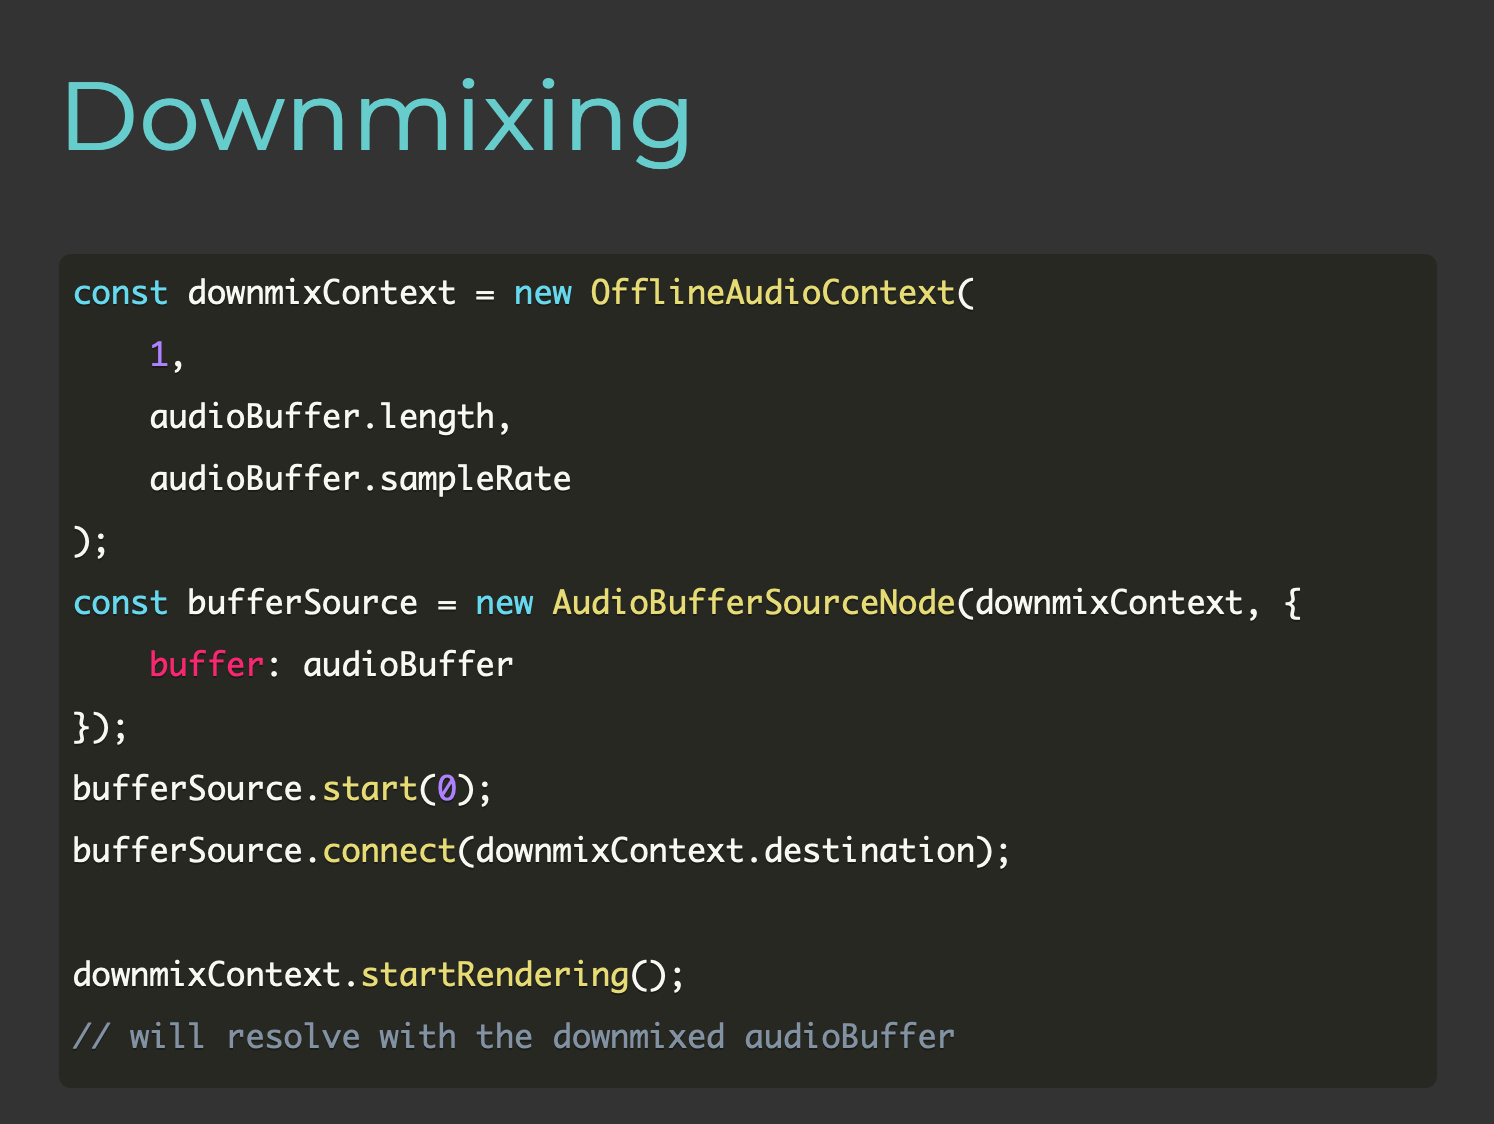 Downmixing
const downmixContext = new OfflineAudioContext(
    1,
    audioBuffer.length,
    audioBuffer.sampleRate
);
const bufferSource = new AudioBufferSourceNode(downmixContext, {
    buffer: audioBuffer
});
bufferSource.start(0);
bufferSource.connect(downmixContext.destination);

downmixContext.startRendering();
// will resolve with the downmixed audioBuffer